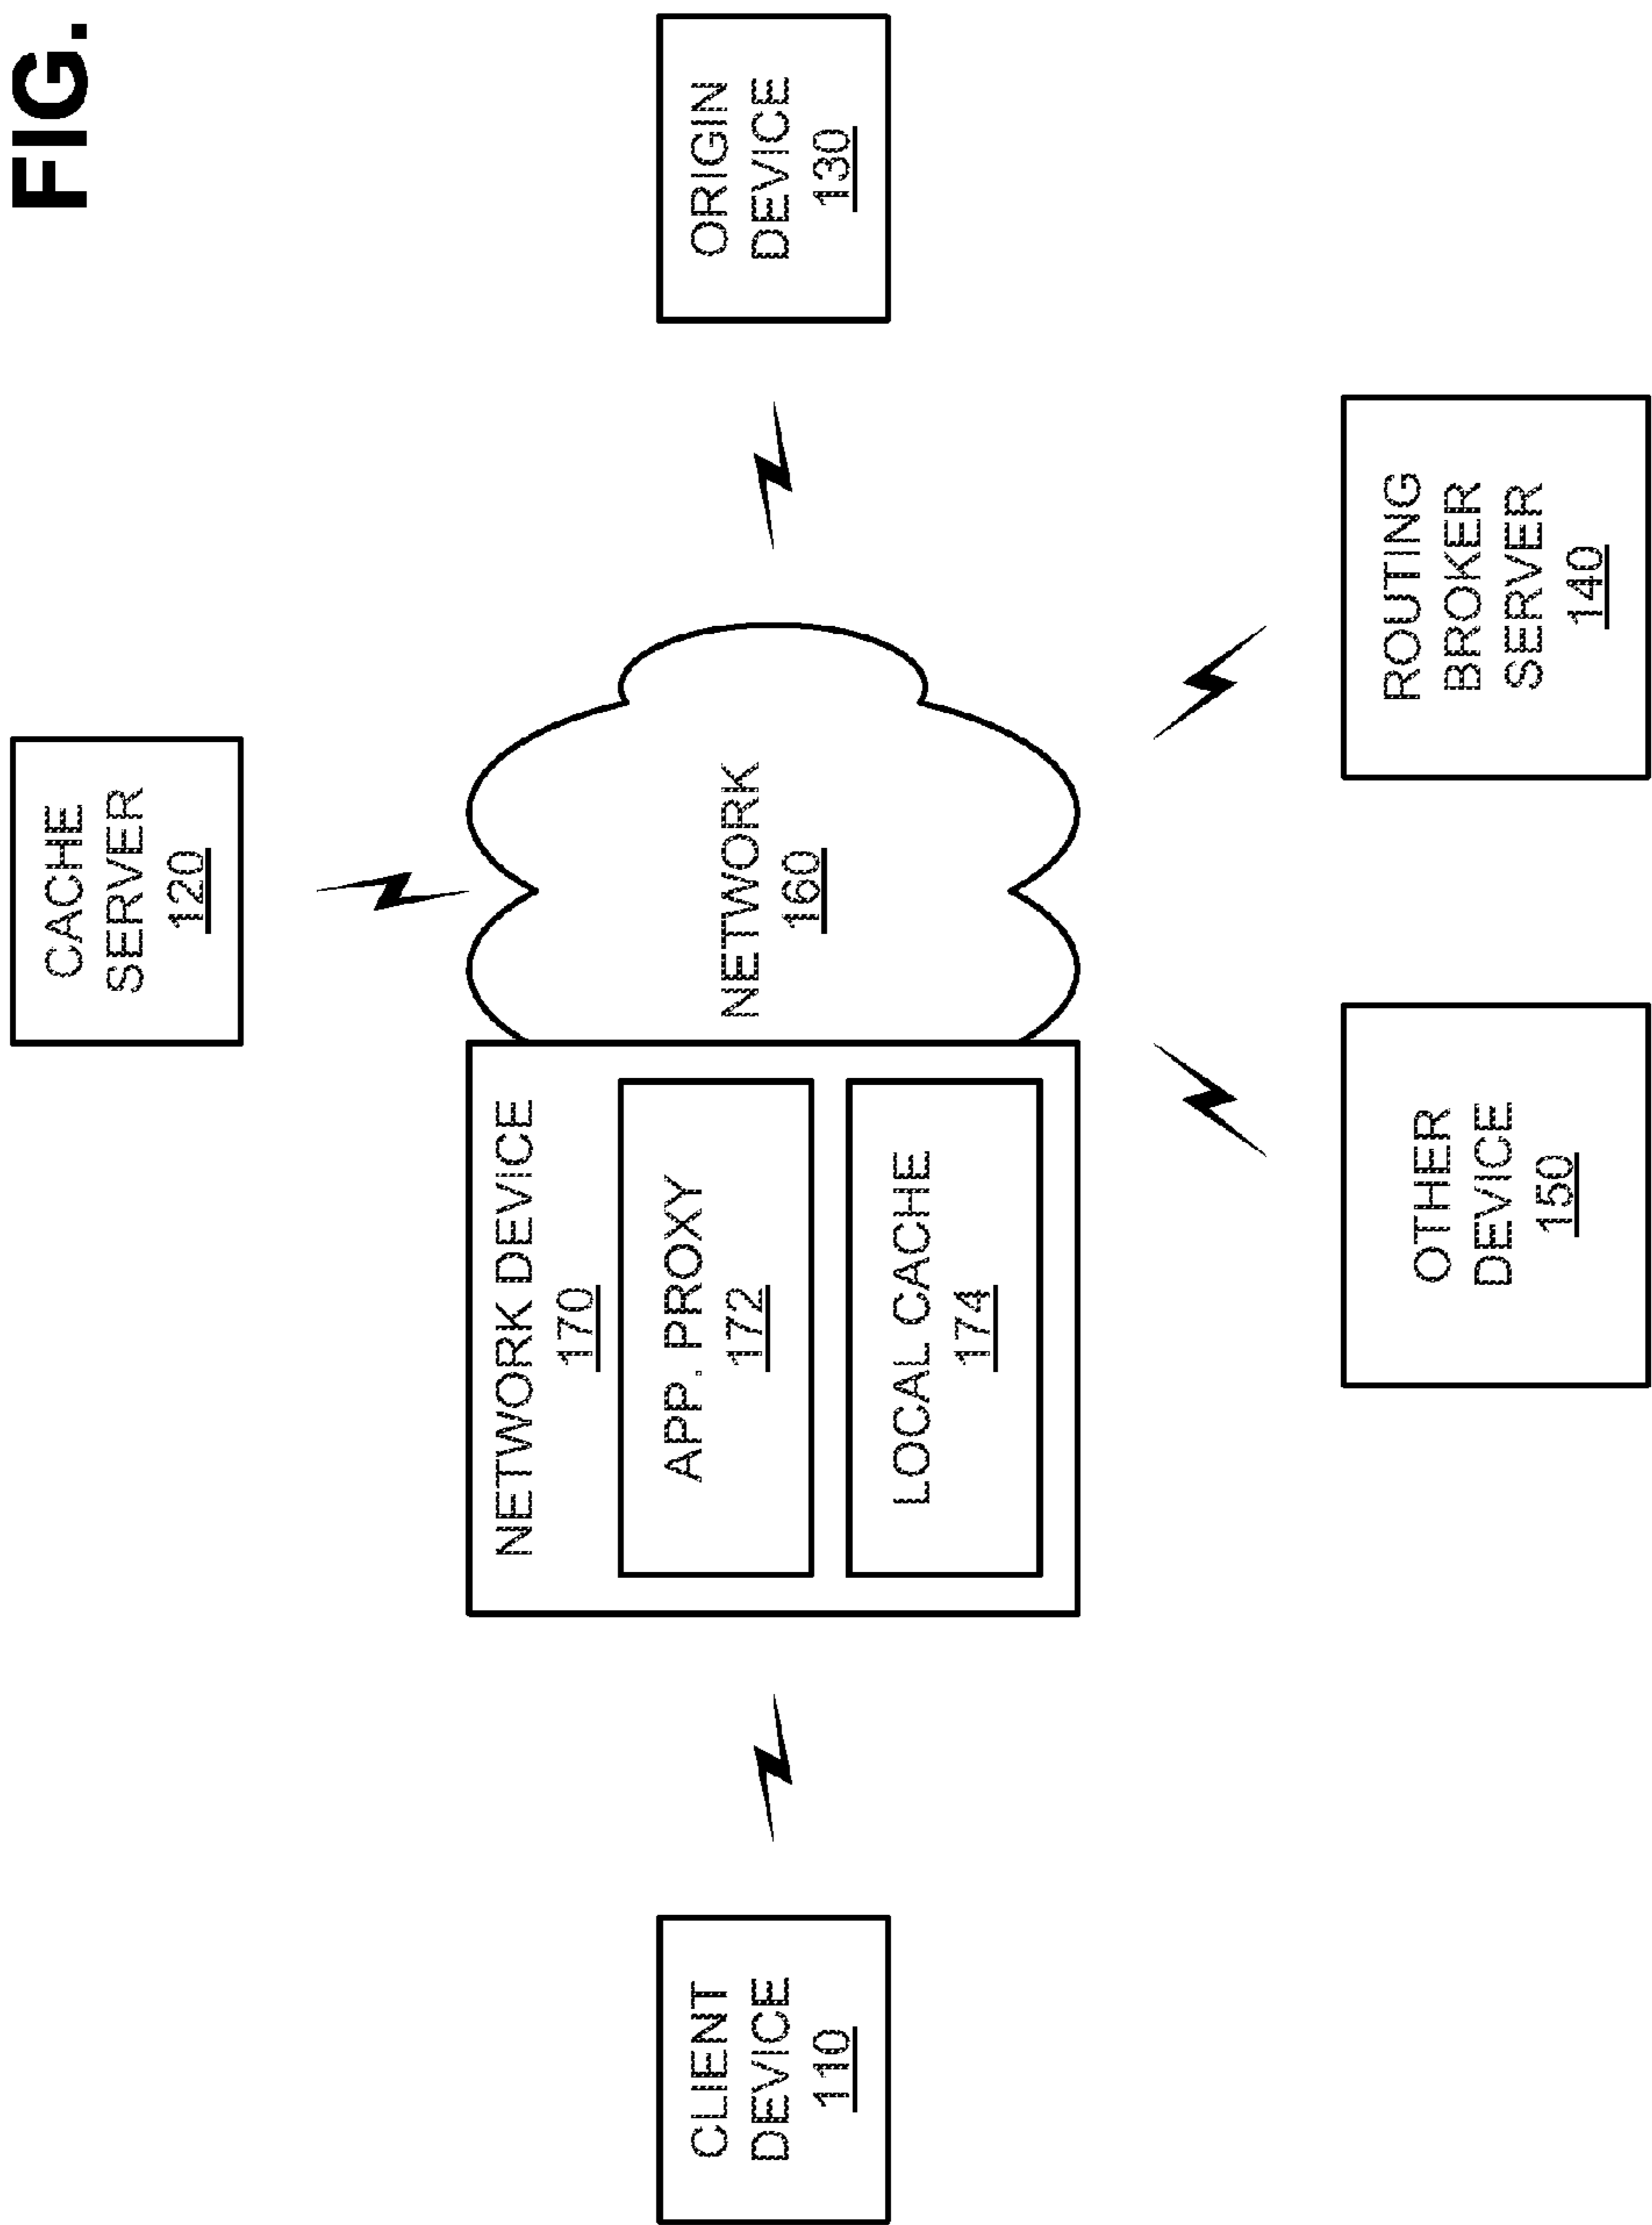 FIG.
CACHE
SERVER
120
CLIENT
DEVICE
110
NETWORK DEVICE
170
APP. PROXY
172
LOCAL CACHE
174
NETWORK
160
ORIGIN
DEVICE
130
OTHER
DEVICE
150
ROUTING
BROKER
SERVER
140